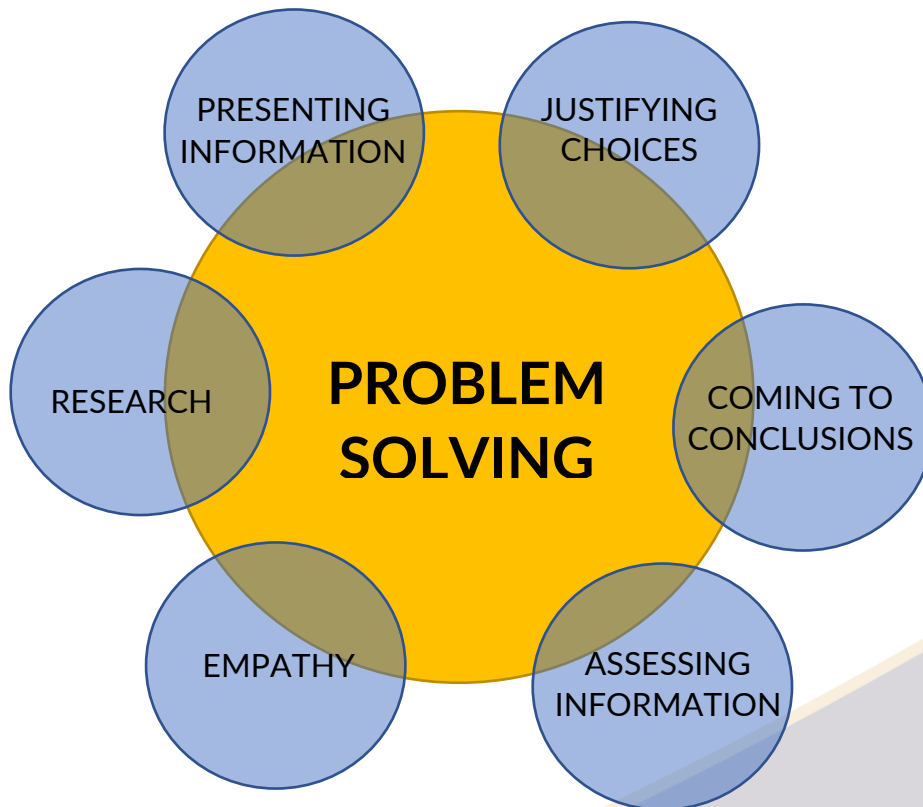 PRESENTING
INFORMATION
JUSTIFYING
CHOICES
RESEARCH
PROBLEM
SOLVING
COMING TO
CONCLUSIONS
EMPATHY
ASSESSING
INFORMATION